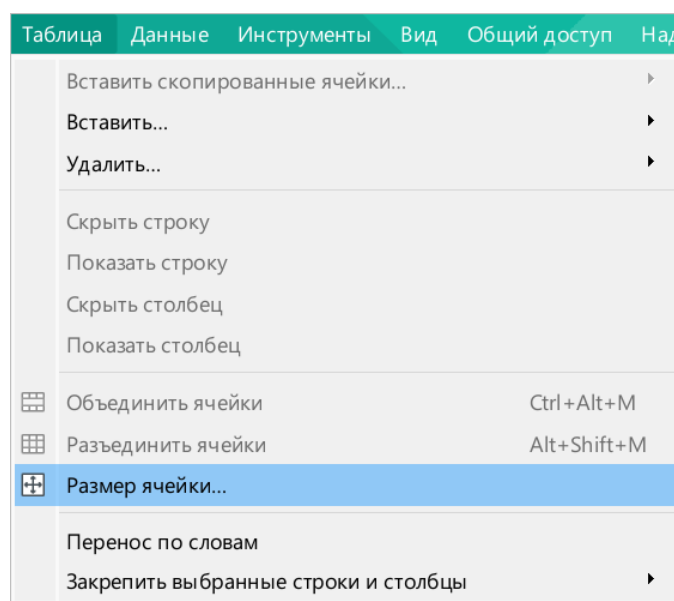 Таблица Данные Инструменты Вид Общий доступ
Вставить скопированные ячейки...
Вставить...
Удалить...
Скрыть строку
Показать строку
Скрыть столбец
Показать столбец
Объединить ячейки Ctrl+Alt+M
Разъединить ячейки Alt+Shift+M
Размер ячейки...
Перенос по словам
Закрепить выбранные строки и столбцы